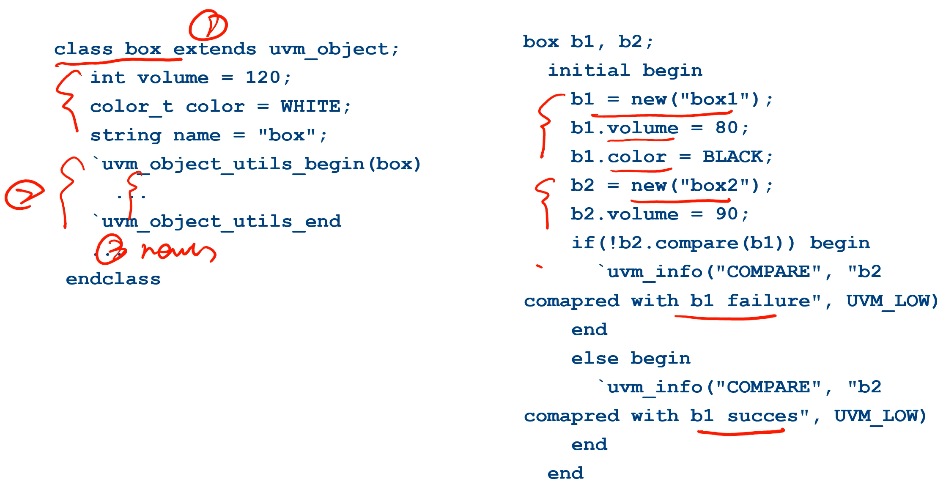 ①
class box extends uvm_object;
int volume = 120;
color_t color = WHITE;
string name = "box";
②
`uvm_object_utils_begin(box)
...
`uvm_object_utils_end
...
③
endclass
box b1, b2;
initial begin
b1 = new("box1");
b1.volume = 80;
b1.color = BLACK;
b2 = new("box2");
b2.volume = 90;
if(!b2.compare(b1)) begin
`uvm_info("COMPARE", "b2
comapred with b1 failure", UVM_LOW)
end
else begin
`uvm_info("COMPARE", "b2
comapred with b1 succes", UVM_LOW)
end
end